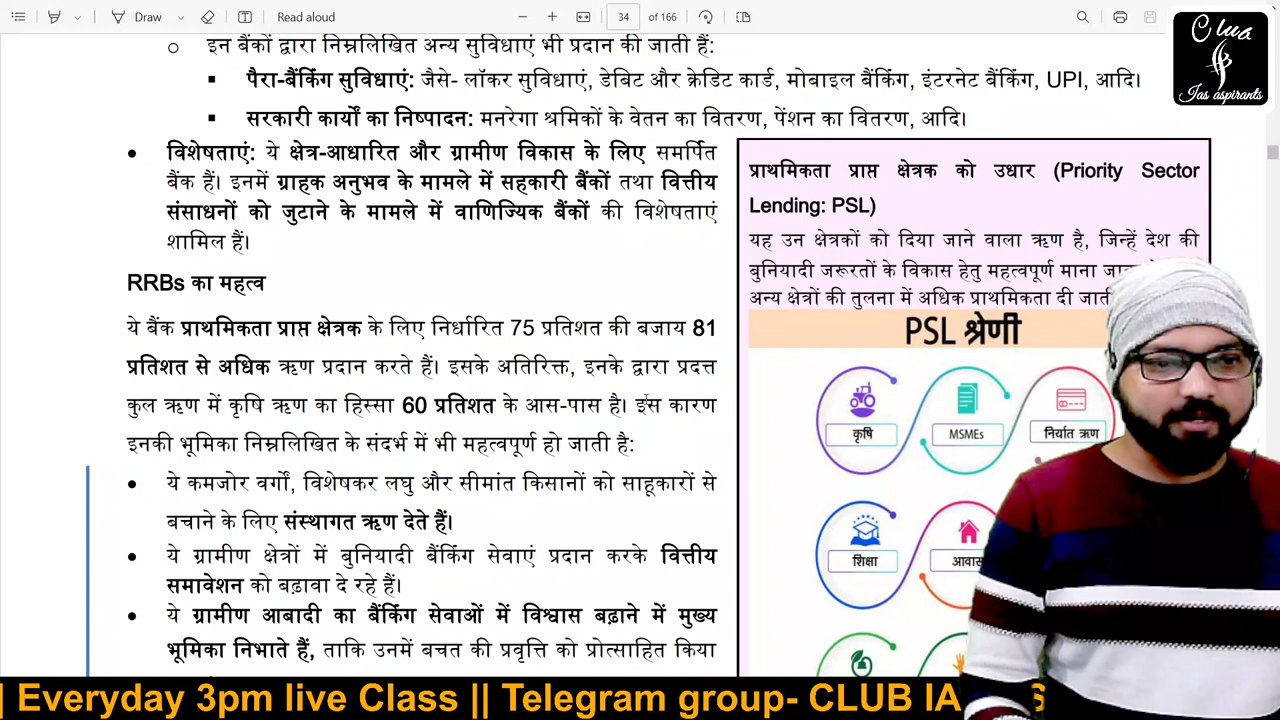 Draw
Read aloud
34
of 166
Clua
Ias aspirants
इन बैंकों द्वारा निम्नलिखित अन्य सुविधाएं भी प्रदान की जाती हैं:
पैरा-बैंकिंग सुविधाएं: जैसे- लॉकर सुविधाएं, डेबिट और क्रेडिट कार्ड, मोबाइल बैंकिंग, इंटरनेट बैंकिंग, UPI, आदि।
सरकारी कार्यों का निष्पादन: मनरेगा श्रमिकों के वेतन का वितरण, पेंशन का वितरण, आदि।
विशेषताएं: ये क्षेत्र-आधारित और ग्रामीण विकास के लिए समर्पित
बैंक हैं। इनमें ग्राहक अनुभव के मामले में सहकारी बैंकों तथा वित्तीय
संसाधनों को जुटाने के मामले में वाणिज्यिक बैंकों की विशेषताएं
शामिल हैं।
RRBs का महत्व
ये बैंक प्राथमिकता प्राप्त क्षेत्रक के लिए निर्धारित 75 प्रतिशत की बजाय 81
प्रतिशत से अधिक ऋण प्रदान करते हैं। इसके अतिरिक्त, इनके द्वारा प्रदत्त
कुल ऋण में कृषि ऋण का हिस्सा 60 प्रतिशत के आस-पास है। इस कारण
इनकी भूमिका निम्नलिखित के संदर्भ में भी महत्वपूर्ण हो जाती है:
ये कमजोर वर्गों, विशेषकर लघु और सीमांत किसानों को साहूकारों से
बचाने के लिए संस्थागत ऋण देते हैं।
ये ग्रामीण क्षेत्रों में बुनियादी बैंकिंग सेवाएं प्रदान करके वित्तीय
समावेशन को बढ़ावा दे रहे हैं।
ये ग्रामीण आबादी का बैंकिंग सेवाओं में विश्वास बढ़ाने में मुख्य
भूमिका निभाते हैं, ताकि उनमें बचत की प्रवृत्ति को प्रोत्साहित किया
प्राथमिकता प्राप्त क्षेत्रक को उधार (Priority Sector
Lending: PSL)
यह उन क्षेत्रकों को दिया जाने वाला ऋण है, जिन्हें देश की
बुनियादी जरूरतों के विकास हेतु महत्वपूर्ण माना
अन्य क्षेत्रों की तुलना में अधिक प्राथमिकता दी
PSL श्रेणी
कृषि
MSMEs
निर्यात ऋण
शिक्षा
आवास
| Everyday 3pm live Class || Telegram group- CLUB IA S